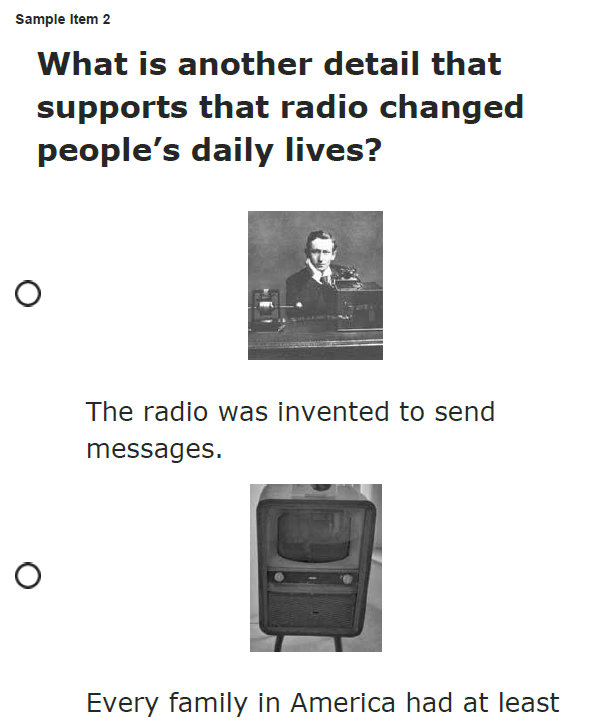 Sample Item 2
What is another detail that
supports that radio changed
people’s daily lives?
The radio was invented to send
messages.
Every family in America had at least